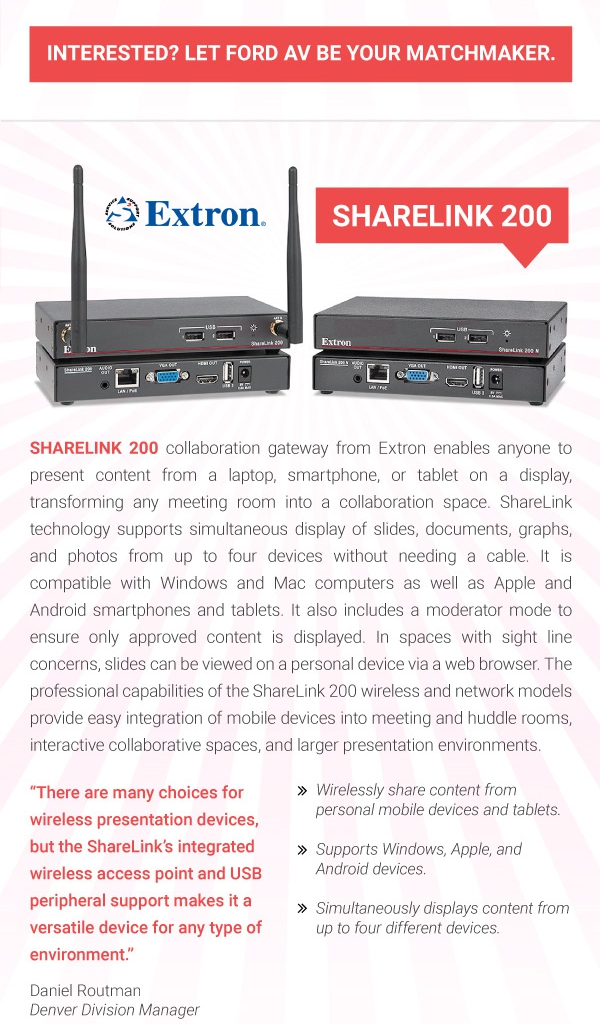 INTERESTED? LET FORD AV BE YOUR MATCHMAKER.
Extron®
SHARELINK 200
USB
ShareLink 200
Extron
USB
ShareLink 200 N
ShareLink 200
AUDIO OUT
LAN / PoE
VGA OUT
HDMI OUT
USB 3
POWER
ShareLink 200 N
AUDIO OUT
LAN / PoE
VGA OUT
HDMI OUT
USB 3
POWER
SHARELINK 200 collaboration gateway from Extron enables anyone to
present content from a laptop, smartphone, or tablet on a display,
transforming any meeting room into a collaboration space. ShareLink
technology supports simultaneous display of slides, documents, graphs,
and photos from up to four devices without needing a cable. It is
compatible with Windows and Mac computers as well as Apple and
Android smartphones and tablets. It also includes a moderator mode to
ensure only approved content is displayed. In spaces with sight line
concerns, slides can be viewed on a personal device via a web browser. The
professional capabilities of the ShareLink 200 wireless and network models
provide easy integration of mobile devices into meeting and huddle rooms,
interactive collaborative spaces, and larger presentation environments.
“There are many choices for
wireless presentation devices,
but the ShareLink’s integrated
wireless access point and USB
peripheral support makes it a
versatile device for any type of
environment.”
Daniel Routman
Denver Division Manager
» Wirelessly share content from
personal mobile devices and tablets.
» Supports Windows, Apple, and
Android devices.
» Simultaneously displays content from
up to four different devices.